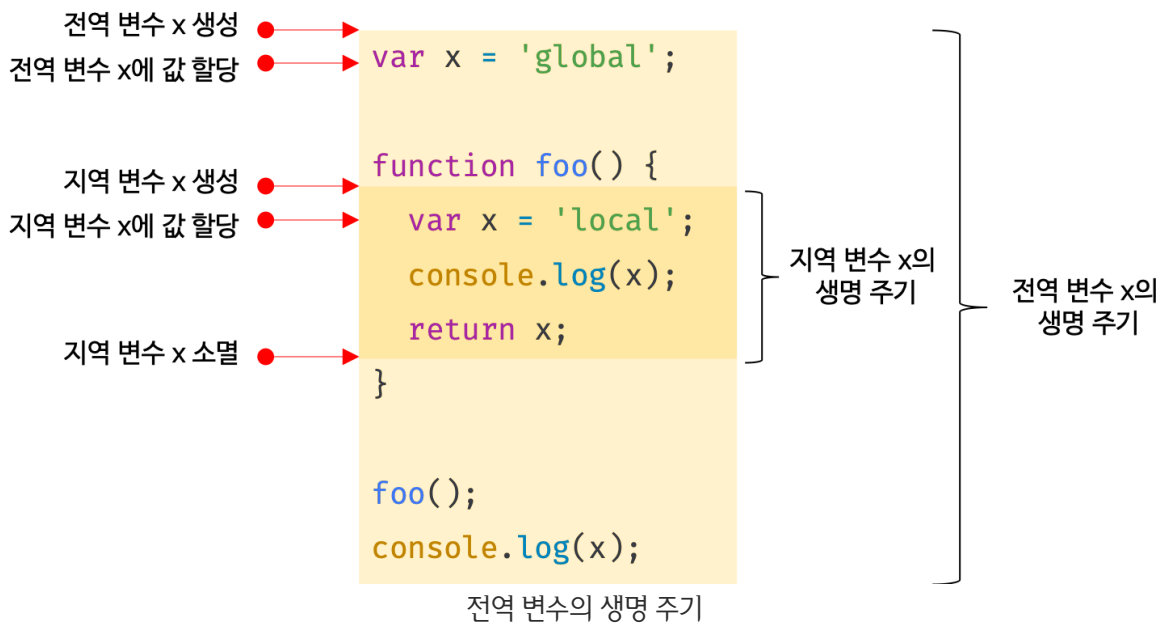 전역 변수 x 생성
전역 변수 x에 값 할당
var x = 'global';
지역 변수 x 생성
지역 변수 x에 값 할당
지역 변수 x 소멸
function foo() {
var x = 'local';
console.log(x);
return x;
}
foo();
console.log(x);
지역 변수 x의
생명 주기
전역 변수 x의
생명 주기
전역 변수의 생명 주기